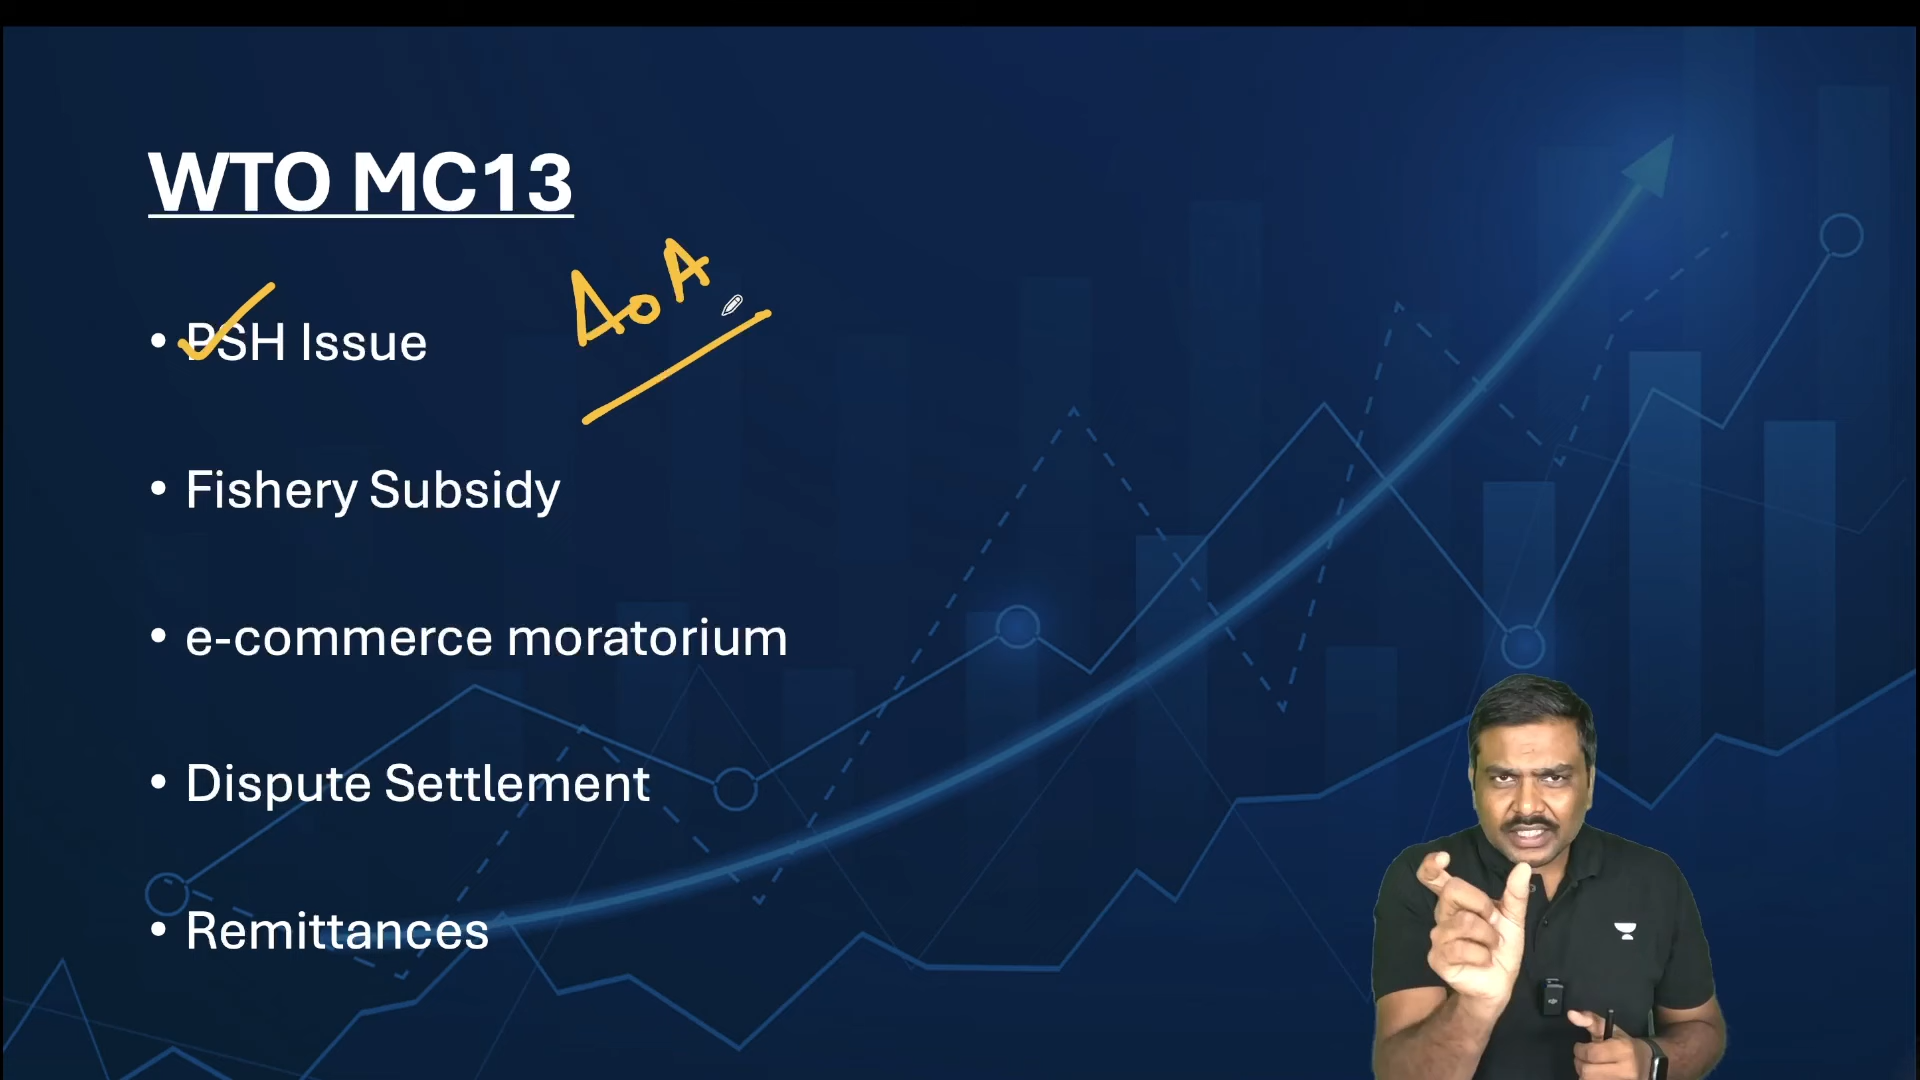 WTO MC13
AoA
• PSH Issue
• Fishery Subsidy
• e-commerce moratorium
• Dispute Settlement
• Remittances